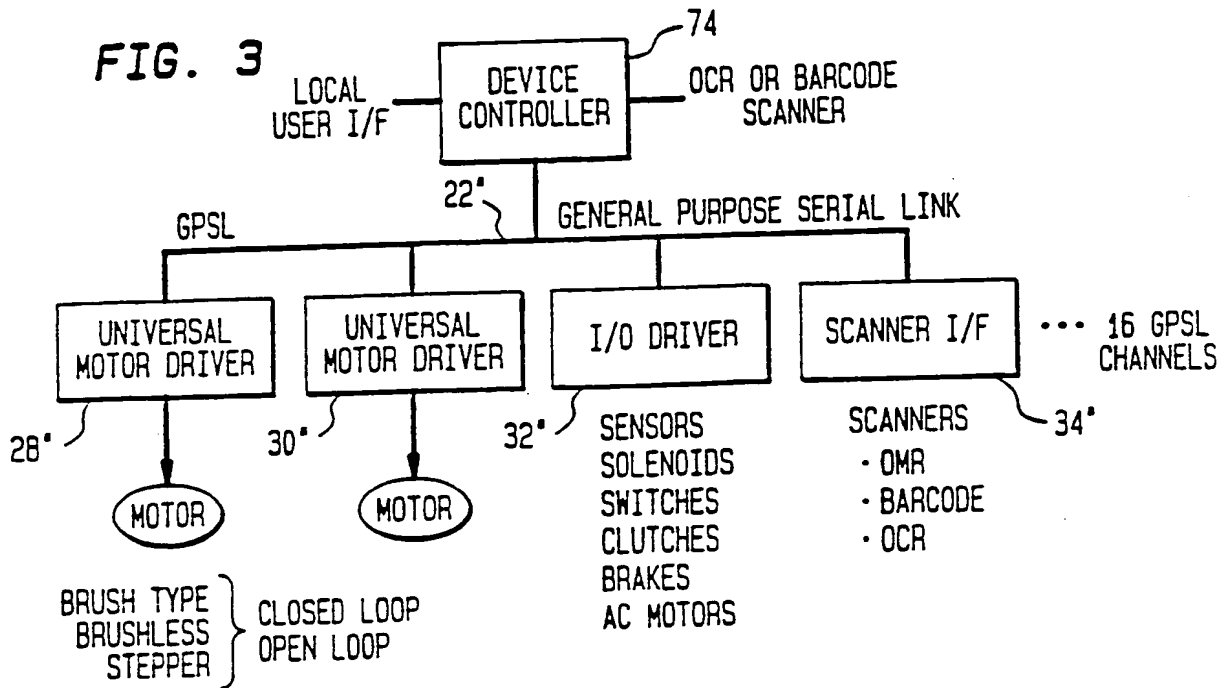 FIG. 3
74
LOCAL
USER I/F
DEVICE
CONTROLLER
OCR OR BARCODE
SCANNER
22"
GPSL
GENERAL PURPOSE SERIAL LINK
UNIVERSAL
MOTOR DRIVER
UNIVERSAL
MOTOR DRIVER
I/O DRIVER
SCANNER I/F
··· 16 GPSL
CHANNELS
28"
30"
32"
34"
MOTOR
MOTOR
SENSORS
SOLENOIDS
SWITCHES
CLUTCHES
BRAKES
AC MOTORS
SCANNERS
· OMR
· BARCODE
· OCR
BRUSH TYPE
BRUSHLESS
STEPPER
CLOSED LOOP
OPEN LOOP